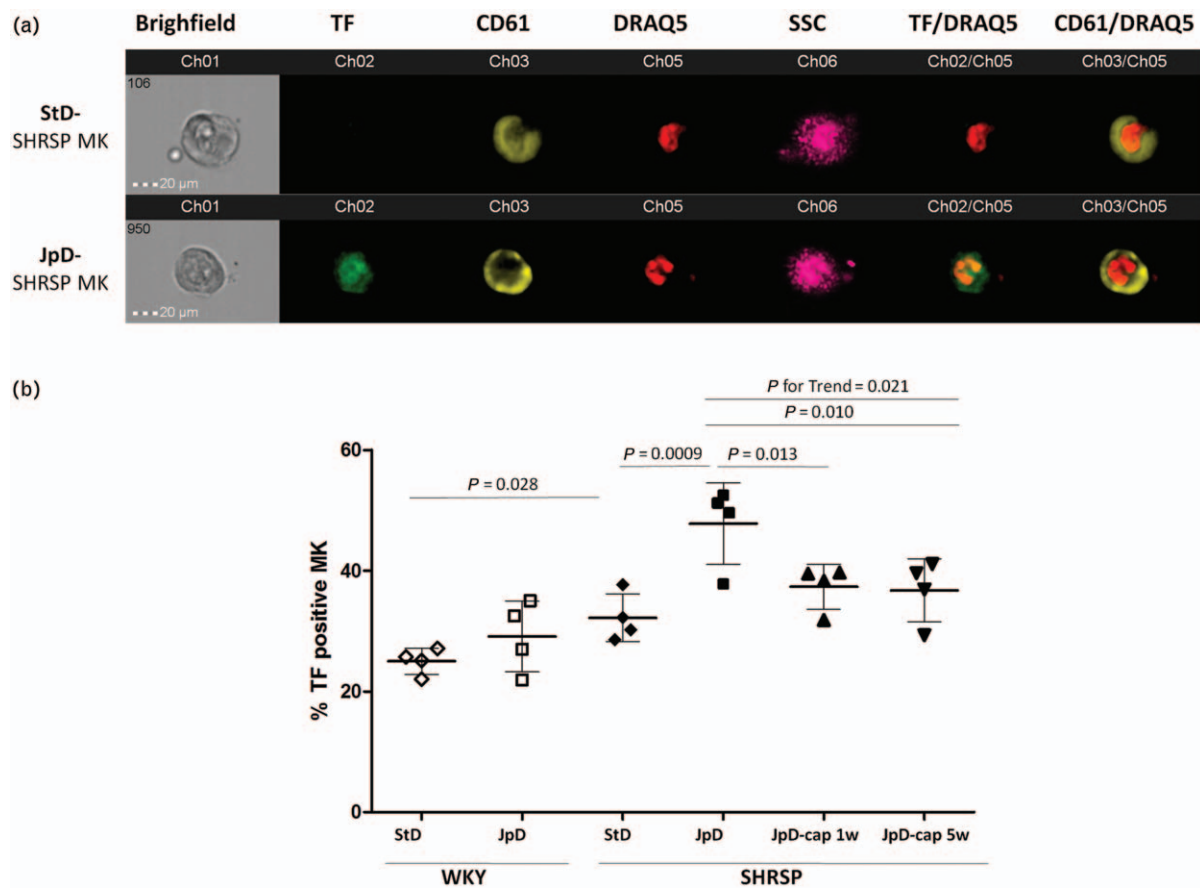 (a)
Brighfield TF CD61 DRAQ5 SSC TF/DRAQ5 CD61/DRAQ5
Ch01 Ch02 Ch03 Ch05 Ch06 Ch02/Ch05 Ch03/Ch05
106
StD-
SHRSP MK
20 μm
Ch01 Ch02 Ch03 Ch05 Ch06 Ch02/Ch05 Ch03/Ch05
950
JpD-
SHRSP MK
20 μm
(b)
P for Trend = 0.021
P = 0.010
P = 0.0009 P = 0.013
P = 0.028
% TF positive MK
60
40
20
0
StD JpD StD JpD JpD-cap 1w JpD-cap 5w
WKY SHRSP